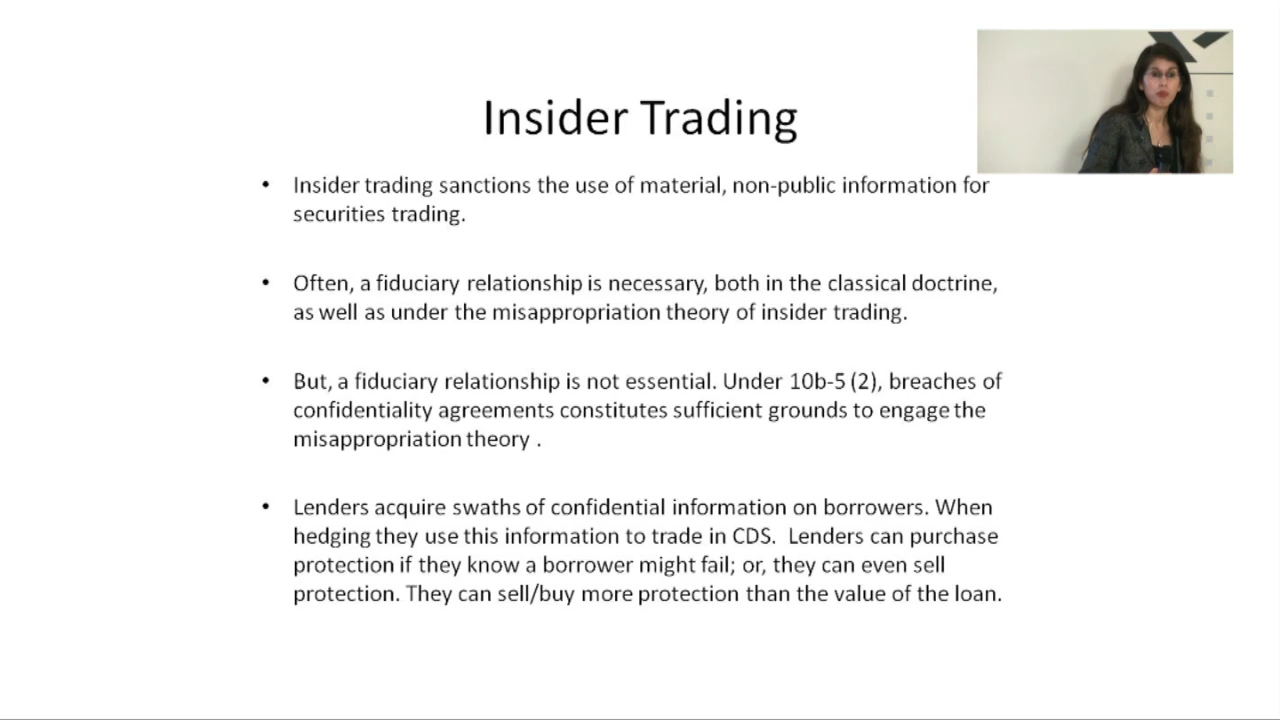 Insider Trading
• Insider trading sanctions the use of material, non-public information for
securities trading.
• Often, a fiduciary relationship is necessary, both in the classical doctrine,
as well as under the misappropriation theory of insider trading.
• But, a fiduciary relationship is not essential. Under 10b-5 (2), breaches of
confidentiality agreements constitutes sufficient grounds to engage the
misappropriation theory .
• Lenders acquire swaths of confidential information on borrowers. When
hedging they use this information to trade in CDS.  Lenders can purchase
protection if they know a borrower might fail; or, they can even sell
protection. They can sell/buy more protection than the value of the loan.